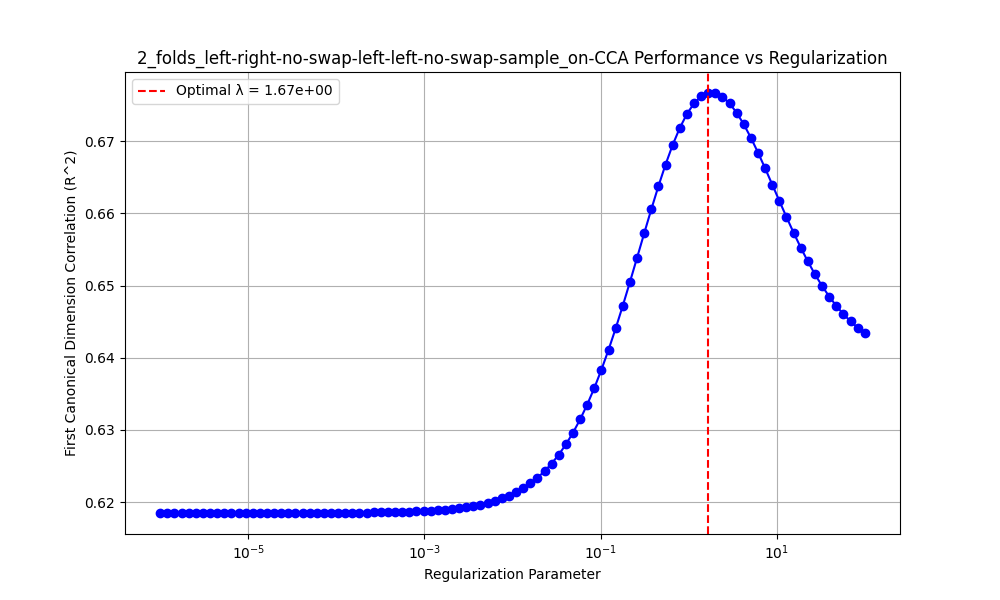 2_folds_left-right-no-swap-left-left-no-swap-sample_on-CCA Performance vs Regularization
Optimal λ = 1.67e+00
First Canonical Dimension Correlation (R^2)
0.67
0.66
0.65
0.64
0.63
0.62
10⁻⁵
10⁻³
10⁻¹
10¹
Regularization Parameter